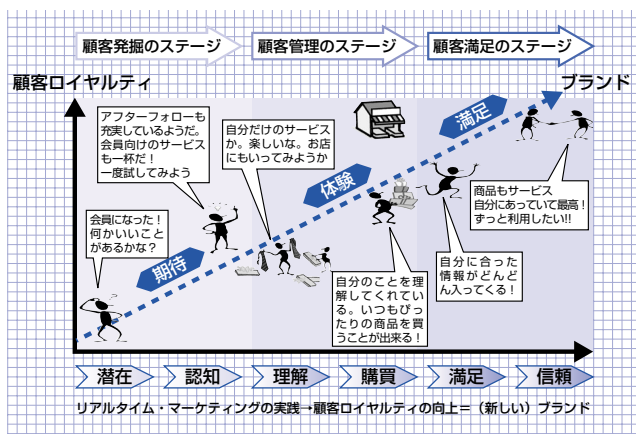 顧客発掘のステージ
顧客管理のステージ
顧客満足のステージ
顧客ロイヤルティ
ブランド
アフターフォローも
充実しているようだ。
会員向けのサービス
も一杯だ!
一度試してみよう
自分だけのサービス
か。楽しいな。お店
にもいってみようか
満足
体験
期待
会員になった!
何かいいこと
があるかな?
商品もサービス
自分にあっていて最高!
ずっと利用したい!!
自分に合った
情報がどんど
ん入ってくる!
自分のことを理
解してくれてい
る。いつもぴっ
たりの商品を買
うことが出来る!
潜在
認知
理解
購買
満足
信頼
リアルタイム・マーケティングの実践→顧客ロイヤルティの向上=(新しい)ブランド